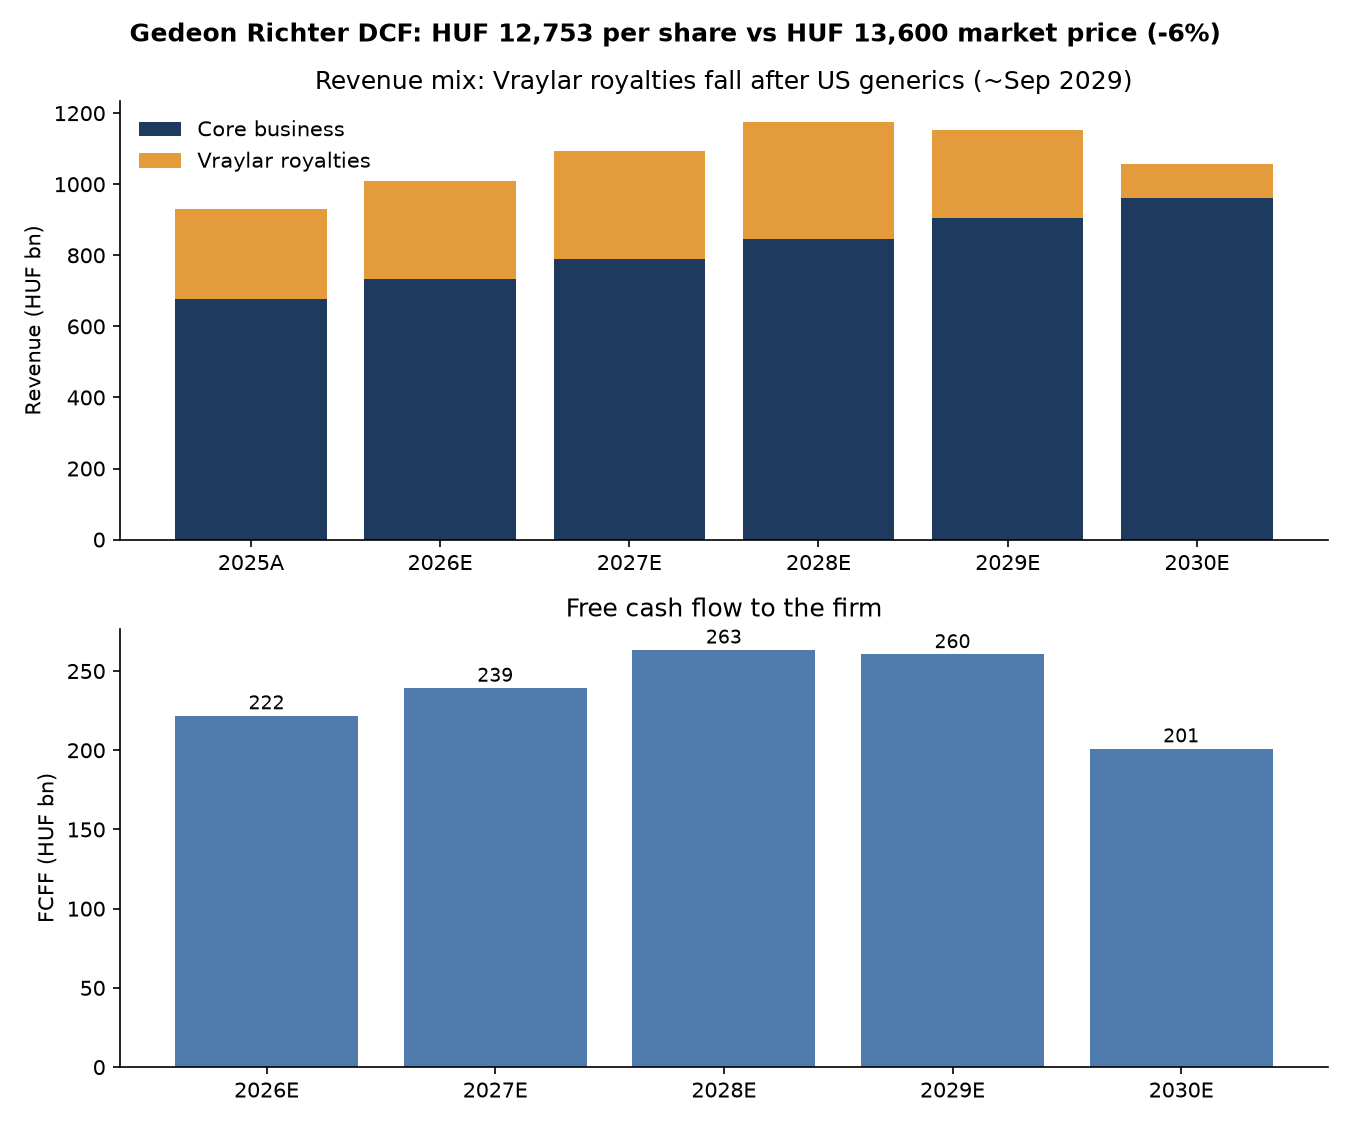 Gedeon Richter DCF: HUF 12,753 per share vs HUF 13,600 market price (-6%)
Revenue mix: Vraylar royalties fall after US generics (~Sep 2029)
Core business
Vraylar royalties
Revenue (HUF bn)
1200
1000
800
600
400
200
0
2025A 2026E 2027E 2028E 2029E 2030E
Free cash flow to the firm
FCFF (HUF bn)
250
200
150
100
50
0
222 239 263 260 201
2026E 2027E 2028E 2029E 2030E